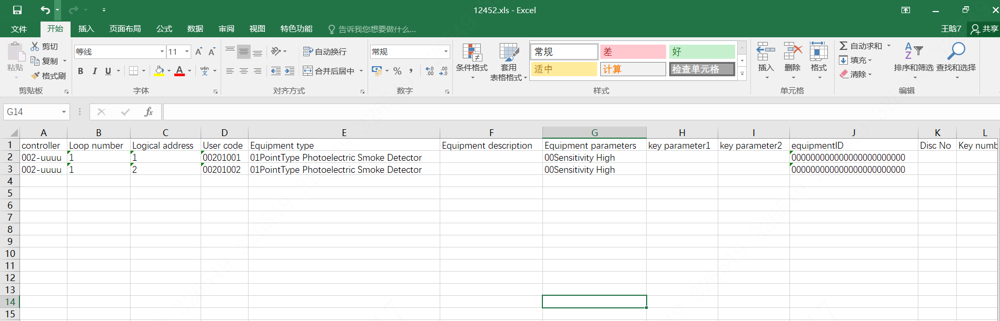 12452.xls - Excel
文件 开始 插入 页面布局 公式 数据 审阅 视图 特色功能 告诉我您想要做什么... 王晗7 共享
粘贴 剪切 复制 格式刷 剪贴板
等线 11 A A B I U A wén 文 字体
自动换行 合并后居中 对齐方式
常规 % , .0 .00 数字
条件格式 套用 表格格式
常规 差 好
适中 计算 检查单元格
样式
插入 删除 格式 单元格
自动求和 填充 清除 排序和筛选 查找和选择 编辑
G14 fx
A B C D E F G H I J K L
1 controller Loop number Logical address User code Equipment type Equipment description Equipment parameters key parameter1 key parameter2 equipmentID Disc No Key numb
2 002-uuuu 1 1 00201001 01PointType Photoelectric Smoke Detector 00Sensitivity High 000000000000000000000000
3 002-uuuu 1 2 00201002 01PointType Photoelectric Smoke Detector 00Sensitivity High 000000000000000000000000
4
5
6
7
8
9
10
11
12
13
14
15